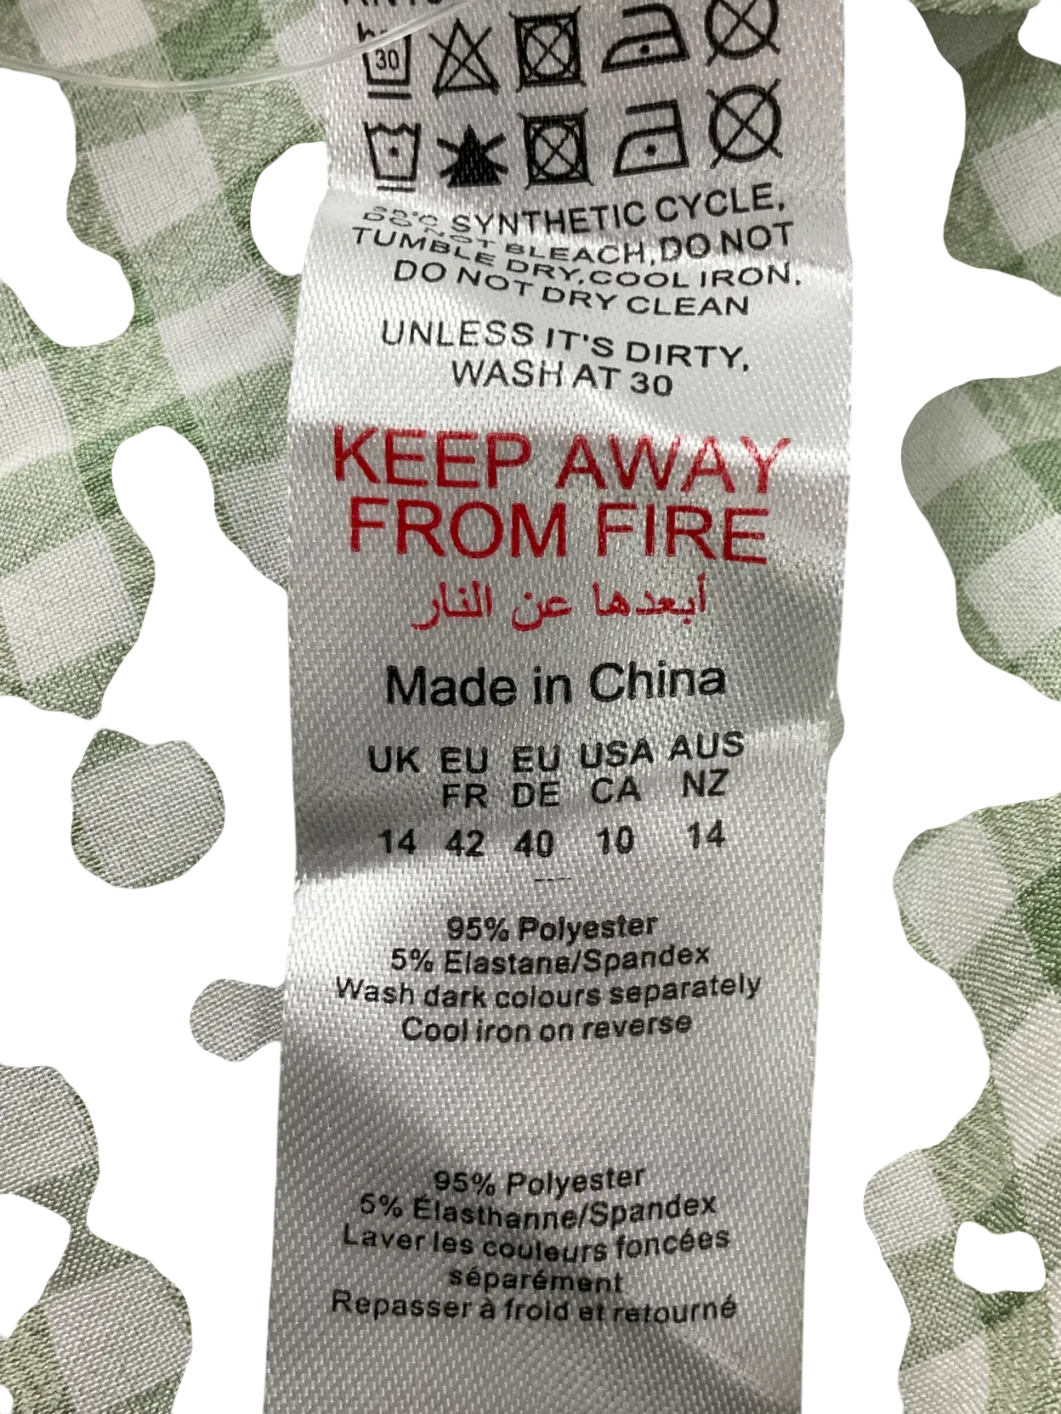 30
SYNTHETIC CYCLE,
DO NOT BLEACH,DO NOT
TUMBLE DRY,COOL IRON,
DO NOT DRY CLEAN
UNLESS IT'S DIRTY,
WASH AT 30
KEEP AWAY
FROM FIRE
أبعدها عن النار
Made in China
UK EU EU USA AUS
FR DE CA NZ
14 42 40 10 14
95% Polyester
5% Elastane/Spandex
Wash dark colours separately
Cool iron on reverse
95% Polyester
5% Élasthanne/Spandex
Laver les couleurs foncées
séparément
Repasser à froid et retourné